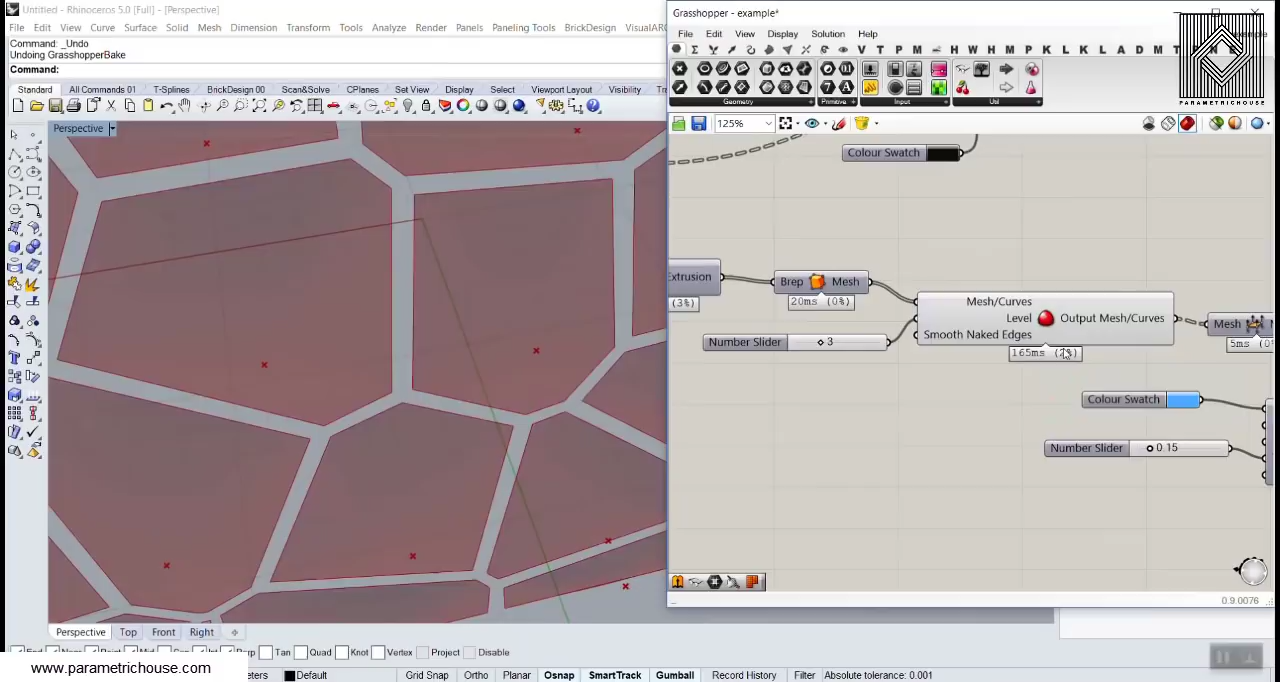 Untitled - Rhinoceros 5.0 [Full] - [Perspective]
File Edit View Curve Surface Solid Mesh Dimension Transform Tools Analyze Render Panels Paneling Tools BrickDesign VisualAR
Command: _Undo
Undoing GrasshopperBake
Command:
Standard All Commands 01 T-Splines BrickDesign 00 Scan&Solve CPlanes Set View Display Select Viewport Layout Visibility
Perspective
Grasshopper - example*
File Edit View Display Solution Help
V T P M H W H W M P K L K L A D M T
Geometry Primitive Input Util
PARAMETRICHOUSE
125%
Colour Swatch
Extrusion
(3%)
Brep Mesh
20ms (0%)
Number Slider 3
Mesh/Curves
Level
Smooth Naked Edges
Output Mesh/Curves
165ms
Mesh
5ms
Colour Swatch
Number Slider 0.15
0.9.0076
Perspective Top Front Right
Tan Quad Knot Vertex Project Disable
www.parametrichouse.com
Default Grid Snap Ortho Planar Osnap SmartTrack Gumball Record History Filter Absolute tolerance: 0.001